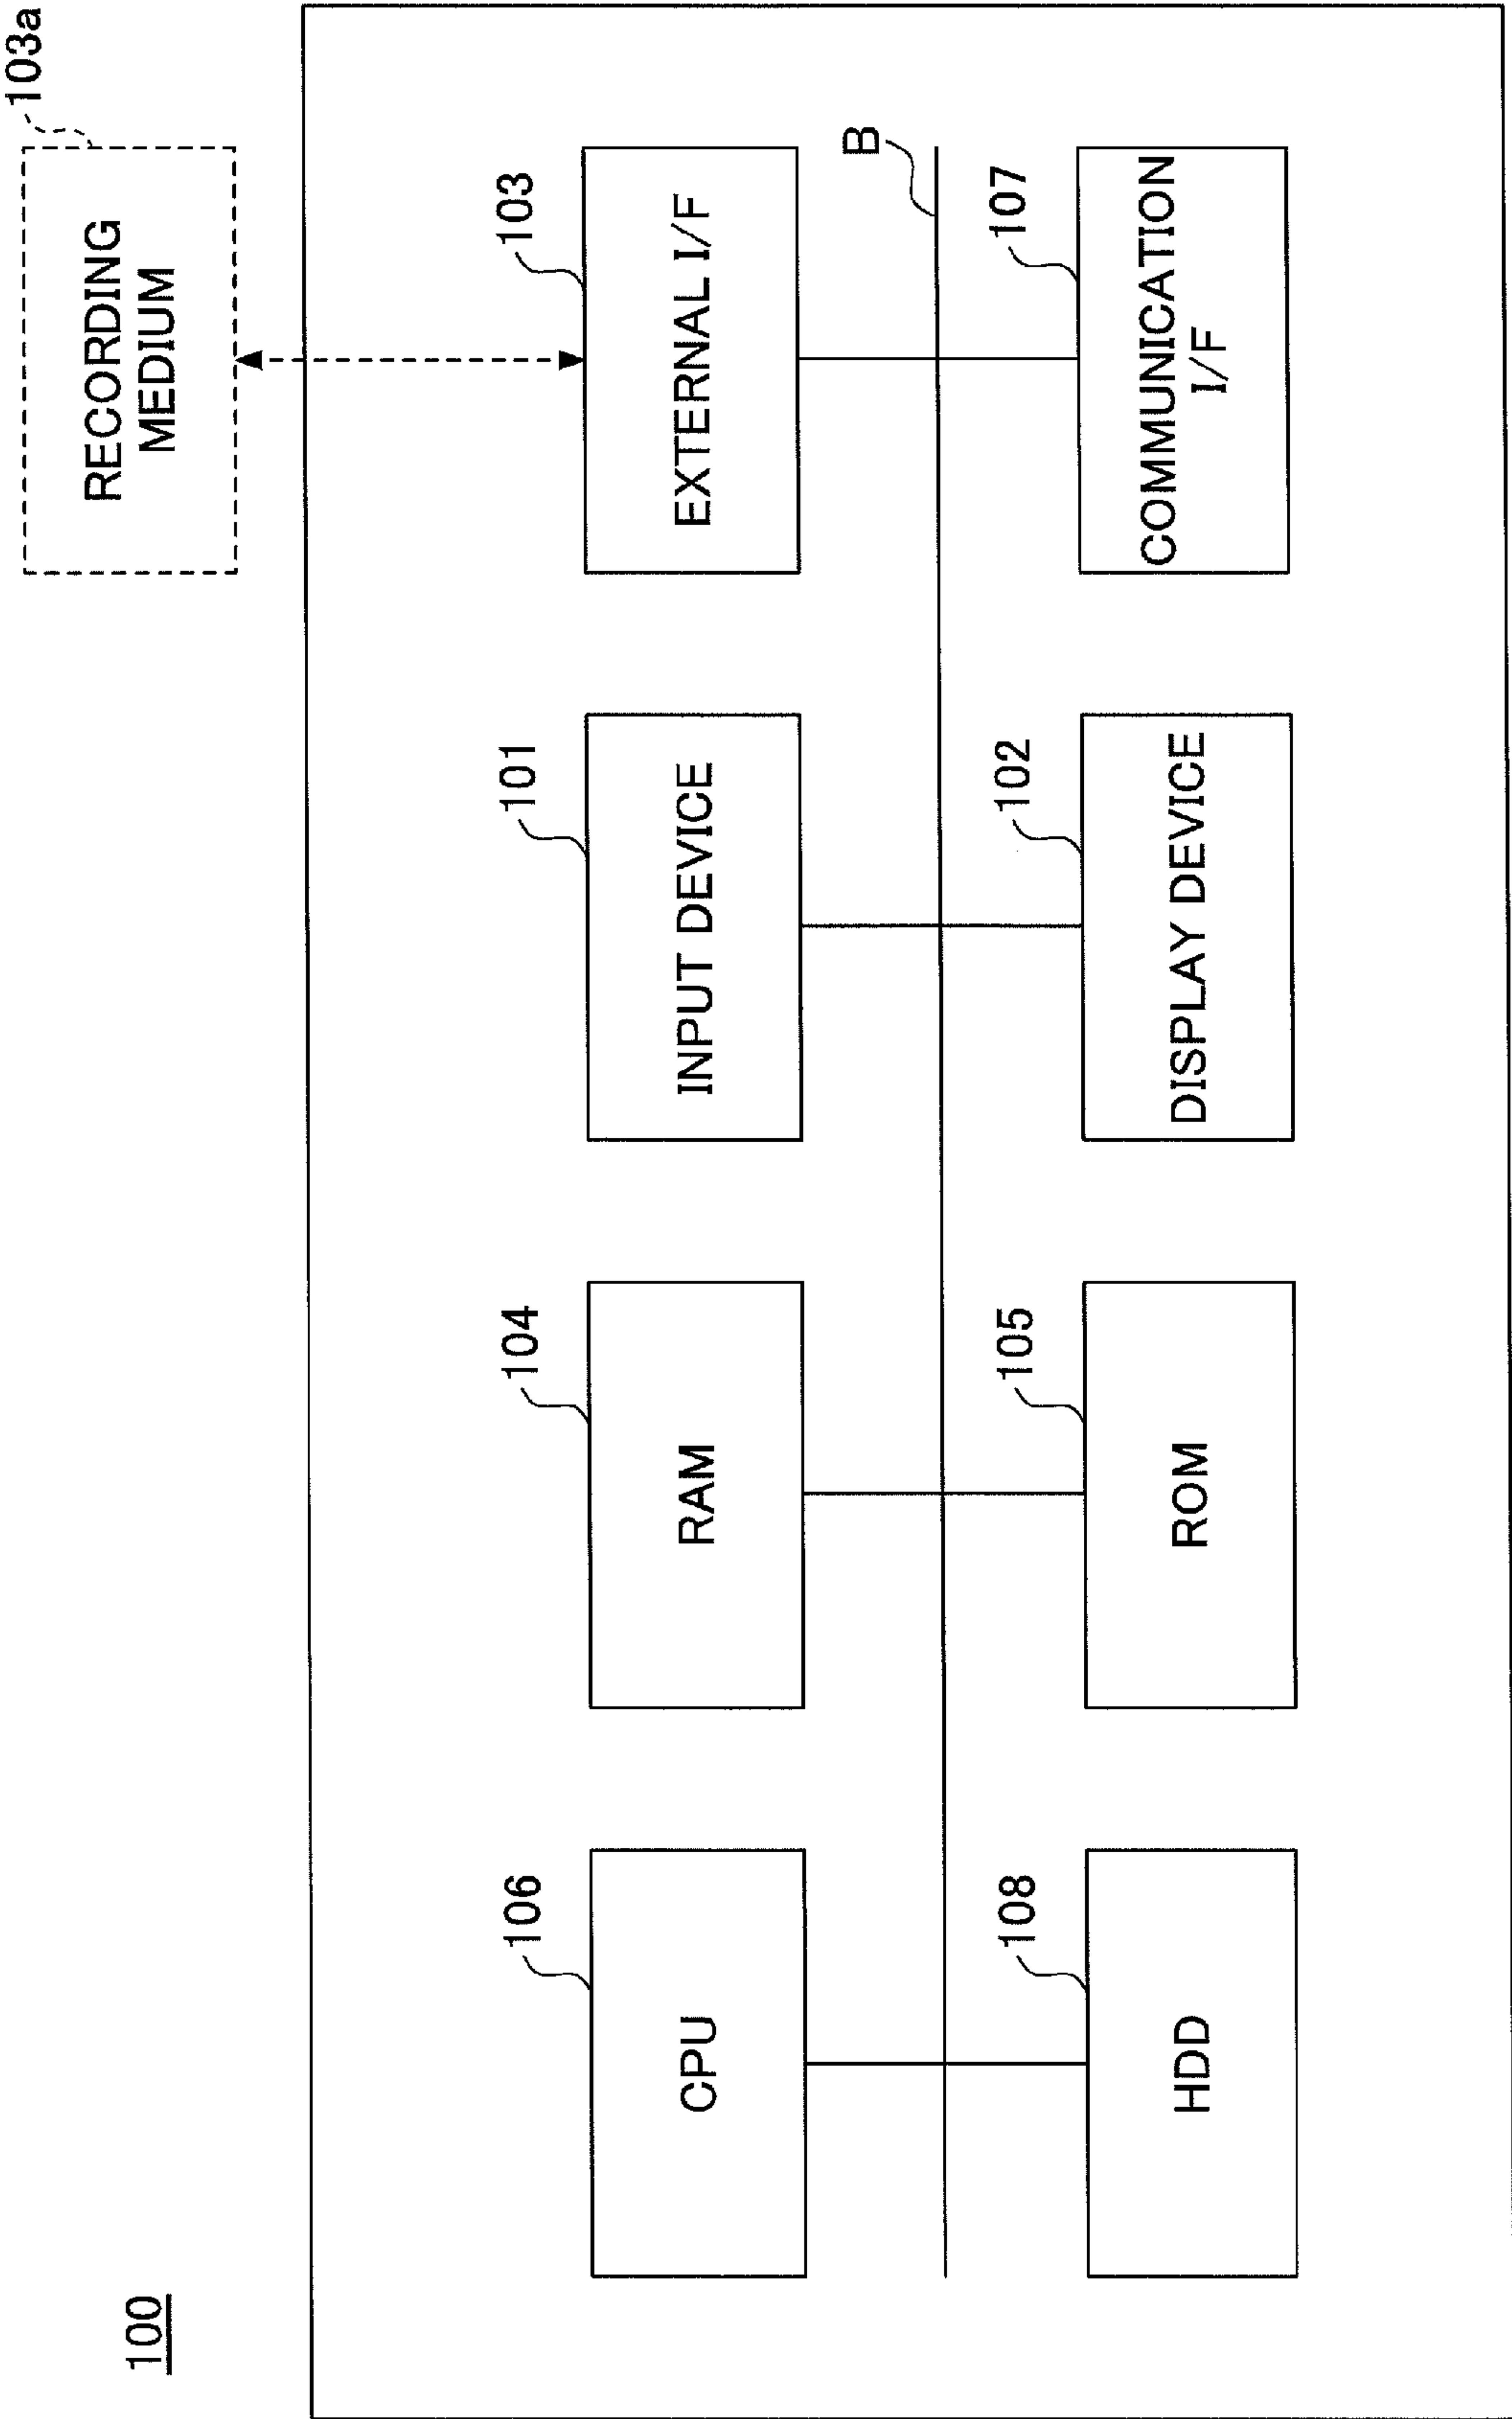 100
RECORDING
MEDIUM
103a
106
CPU
104
RAM
101
INPUT DEVICE
103
EXTERNAL I/F
B
108
HDD
105
ROM
102
DISPLAY DEVICE
107
COMMUNICATION
I/F